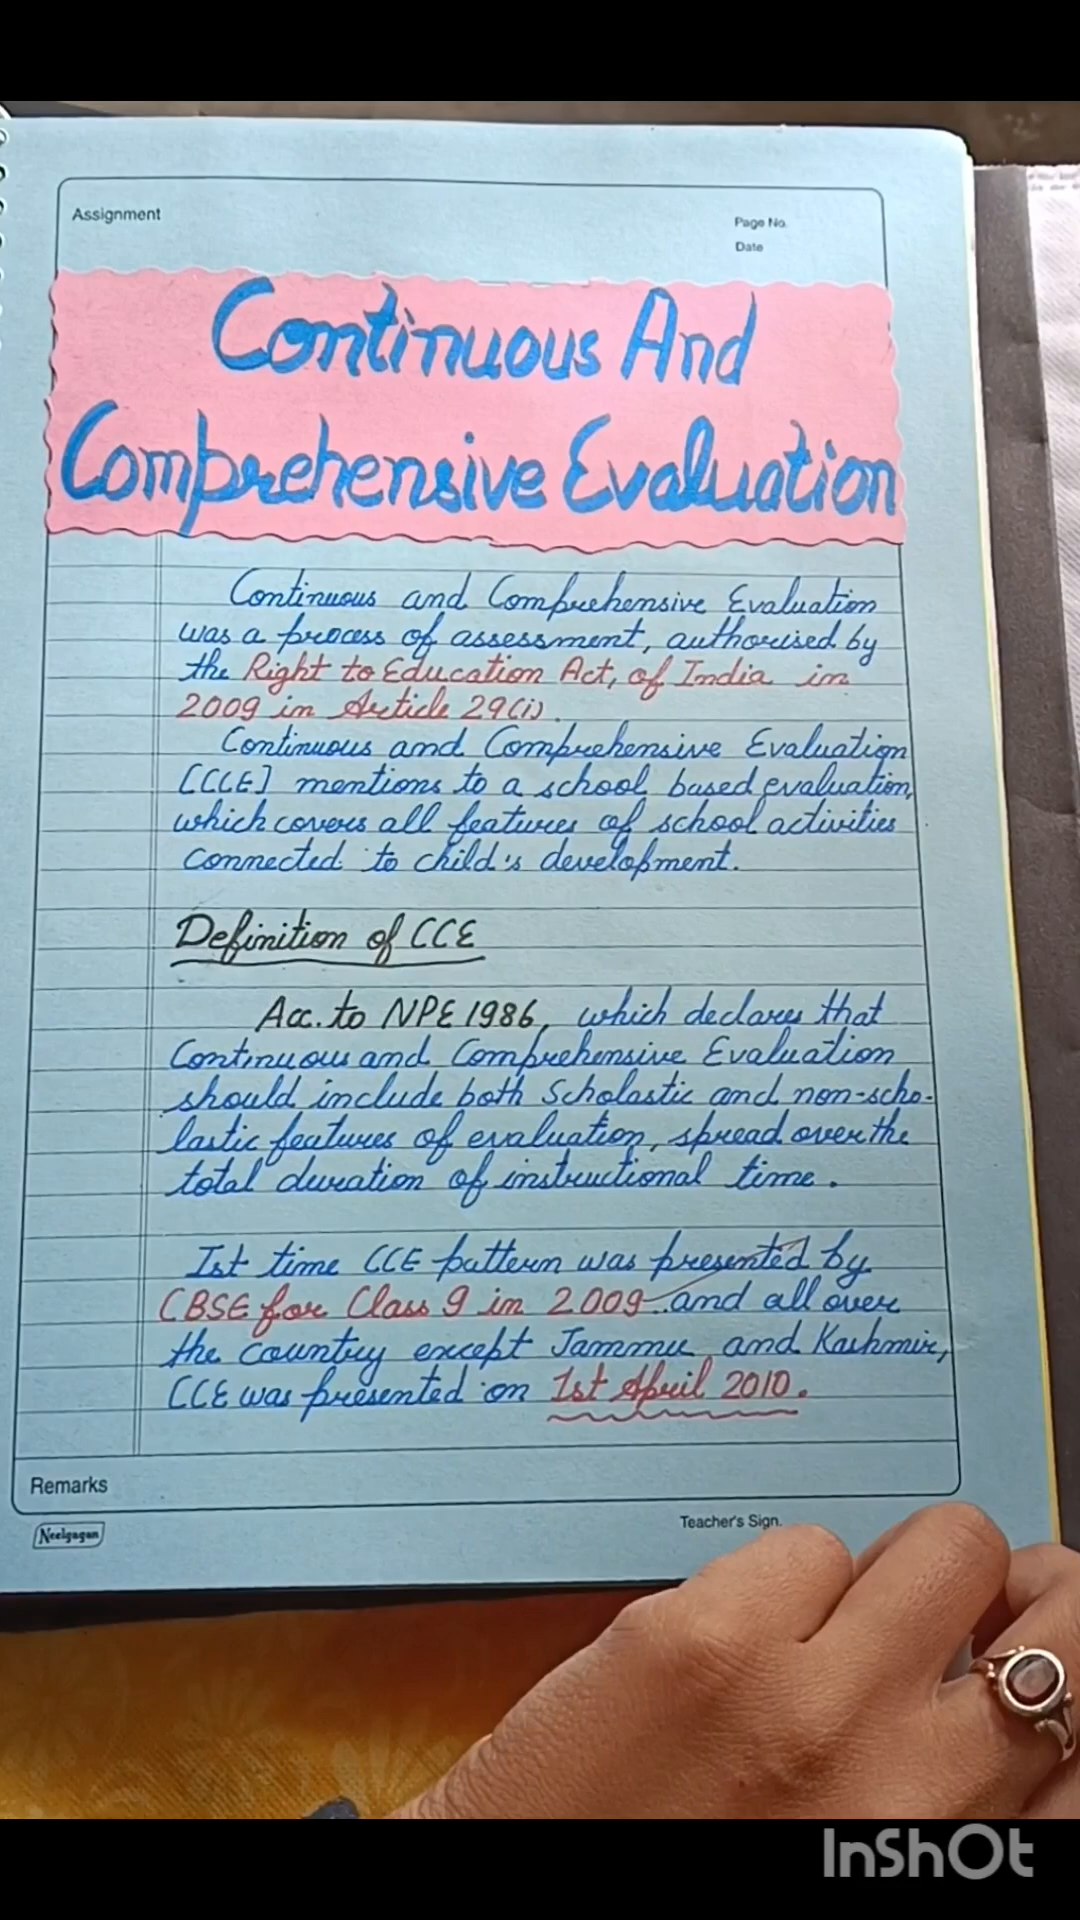 Assignment
Page No.
Date
Continuous And
Comprehensive Evaluation
Continuous and Comprehensive Evaluation
was a process of assessment, authorised by
the Right to Education Act, of India in
2009 in Article 29(i).
Continuous and Comprehensive Evaluation
[CCE] mentions to a school based evaluation,
which covers all features of school activities
connected to child's development.
Definition of CCE
Acc. to NPE 1986, which declares that
Continuous and Comprehensive Evaluation
should include both Scholastic and non-scho-
lastic features of evaluation, spread over the
total duration of instructional time.
Ist time CCE pattern was presented by
CBSE for Class 9 in 2009 and all over
the country except Jammu and Kashmir,
CCE was presented on 1st April 2010.
Remarks
Neelgagan
Teacher's Sign.
InShOt